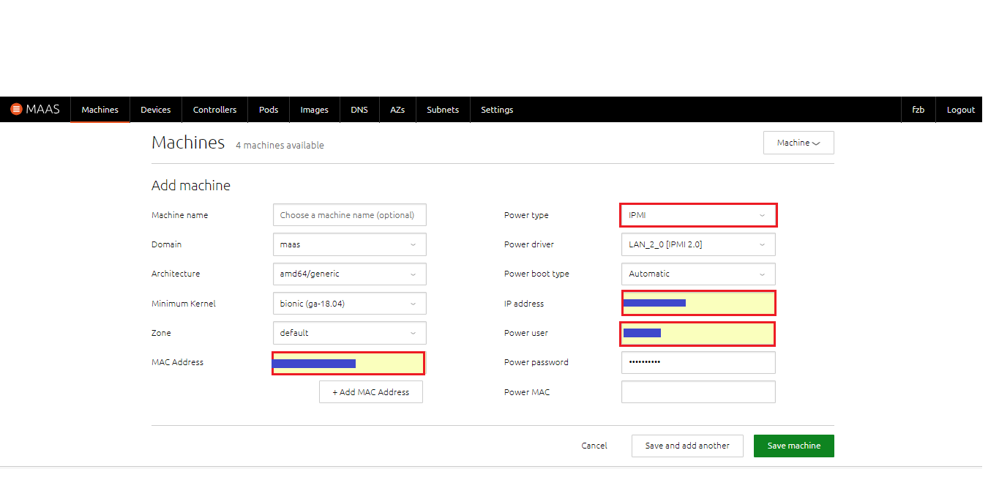 MAAS Machines Devices Controllers Pods Images DNS AZs Subnets Settings fzb Logout
Machines 4 machines available Machine
Add machine
Machine name Choose a machine name (optional) Power type IPMI
Domain maas Power driver LAN_2_0 [IPMI 2.0]
Architecture amd64/generic Power boot type Automatic
Minimum Kernel bionic (ga-18.04) IP address
Zone default Power user
MAC Address Power password ••••••••••
+ Add MAC Address Power MAC
Cancel Save and add another Save machine